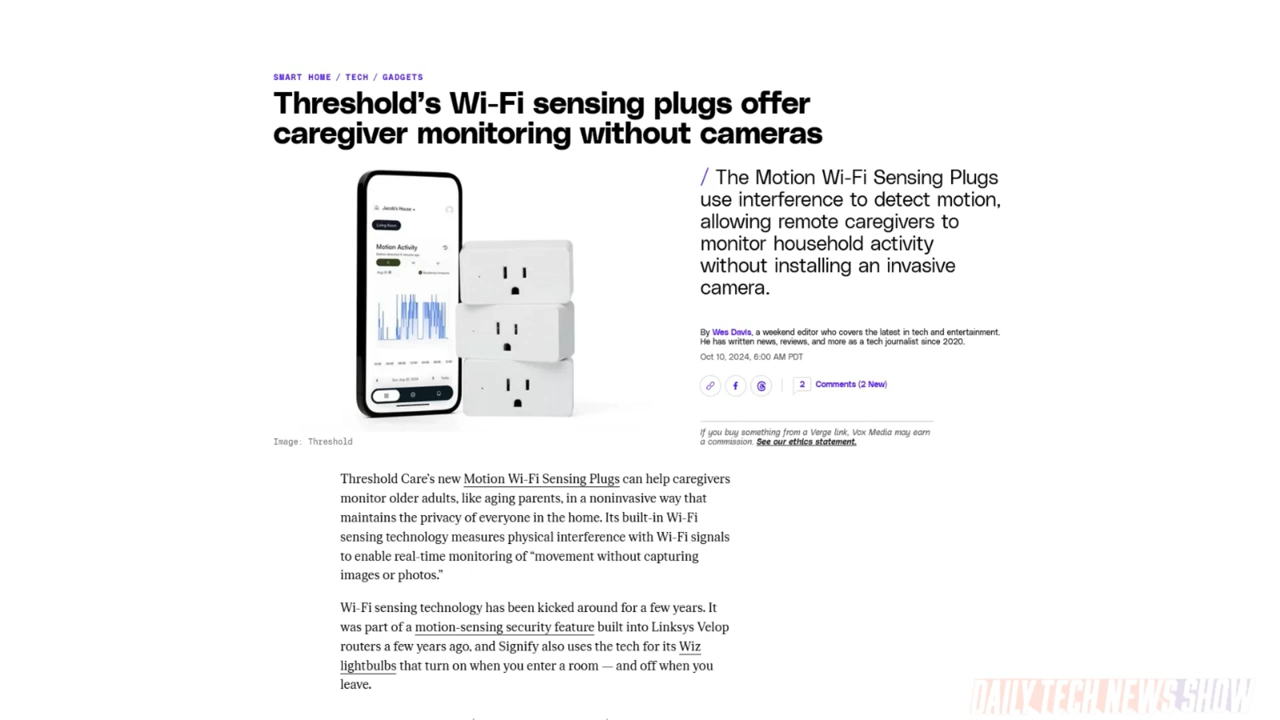 SMART HOME / TECH / GADGETS
Threshold's Wi-Fi sensing plugs offer
caregiver monitoring without cameras
/ The Motion Wi-Fi Sensing Plugs
use interference to detect motion,
allowing remote caregivers to
monitor household activity
without installing an invasive
camera.
Jacob's House
Living Room
Motion Activity
By Wes Davis, a weekend editor who covers the latest in tech and entertainment.
He has written news, reviews, and more as a tech journalist since 2020.
Oct 10, 2024, 6:00 AM PDT
2 Comments (2 New)
If you buy something from a Verge link, Vox Media may earn
a commission. See our ethics statement.
Image: Threshold
Threshold Care's new Motion Wi-Fi Sensing Plugs can help caregivers
monitor older adults, like aging parents, in a noninvasive way that
maintains the privacy of everyone in the home. Its built-in Wi-Fi
sensing technology measures physical interference with Wi-Fi signals
to enable real-time monitoring of “movement without capturing
images or photos.”
Wi-Fi sensing technology has been kicked around for a few years. It
was part of a motion-sensing security feature built into Linksys Velop
routers a few years ago, and Signify also uses the tech for its Wiz
lightbulbs that turn on when you enter a room — and off when you
leave.
DAILY TECH NEWS SHOW